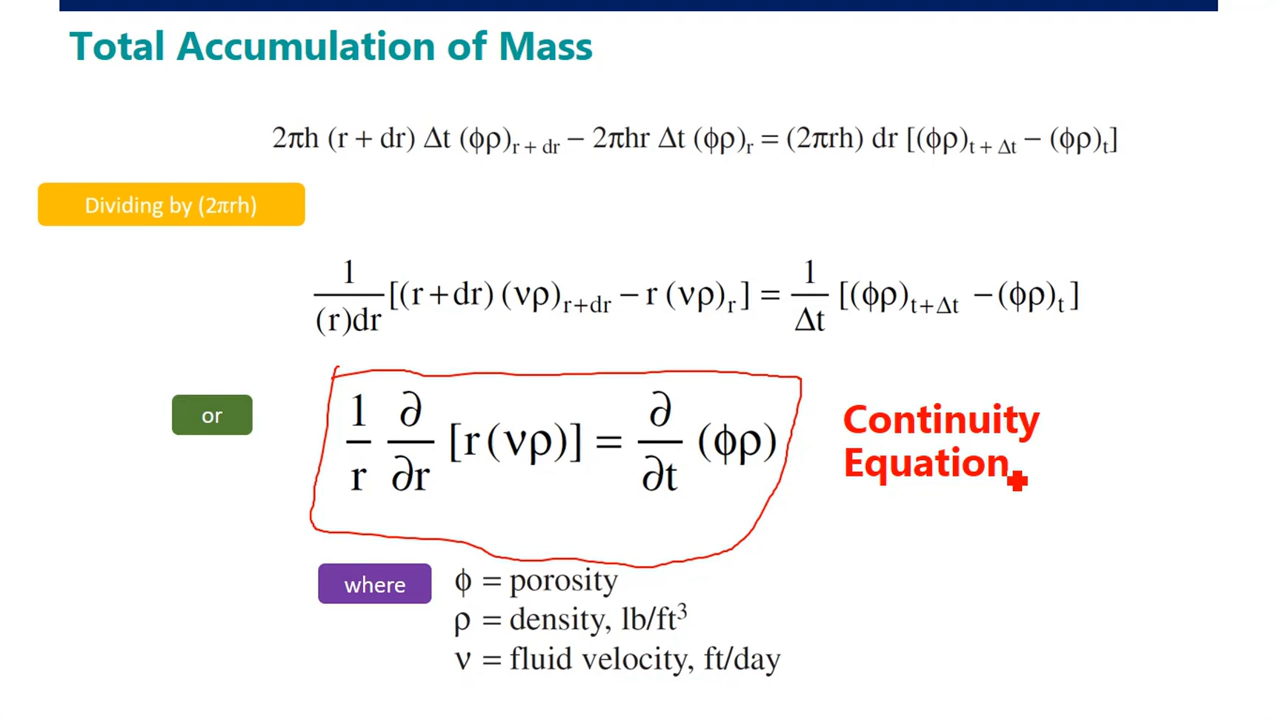 Total Accumulation of Mass
2πh (r + dr) Δt (ϕρ)r + dr − 2πhr Δt (ϕρ)r = (2πrh) dr [(ϕρ)t + Δt − (ϕρ)t]
Dividing by (2πrh)
1/(r)dr [(r+dr) (νρ)r+dr − r (νρ)r] = 1/Δt [(ϕρ)t+Δt − (ϕρ)t]
or
1/r ∂/∂r [r (νρ)] = ∂/∂t (ϕρ)
Continuity
Equation
where
ϕ = porosity
ρ = density, lb/ft³
ν = fluid velocity, ft/day